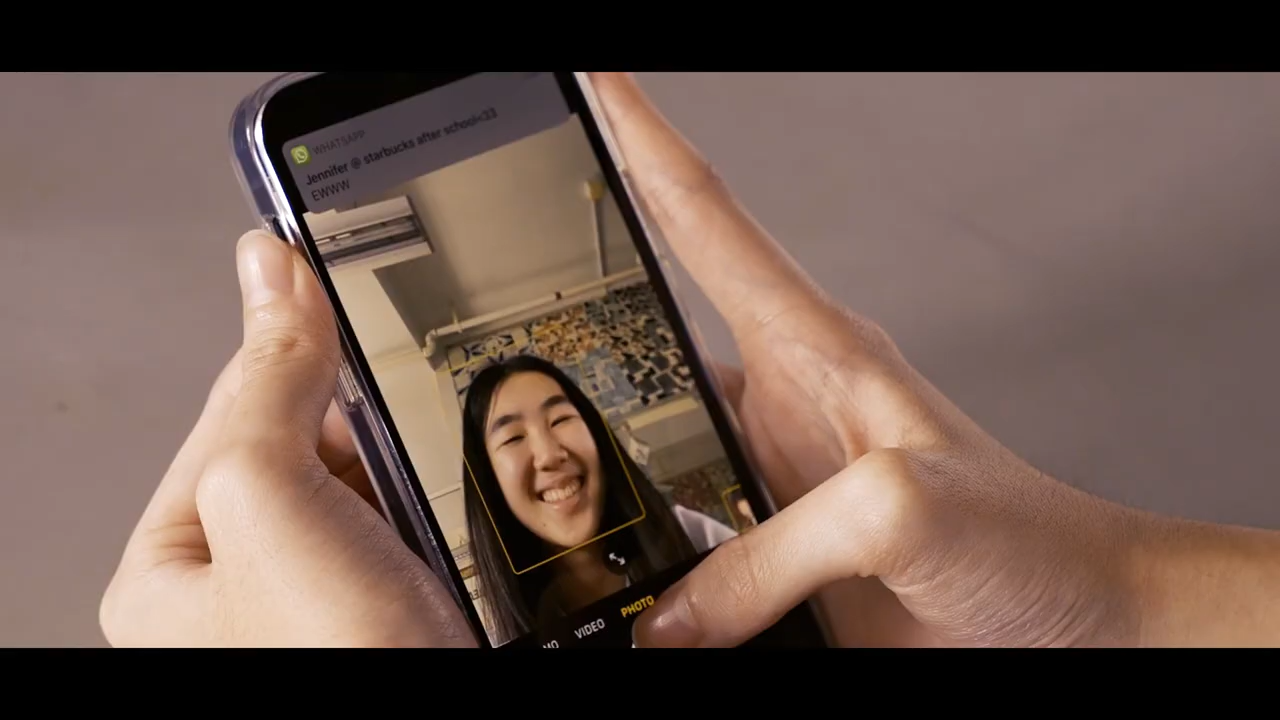 WHATSAPP
Jennifer @ starbucks after school<33
EWWW
VIDEO
PHOTO